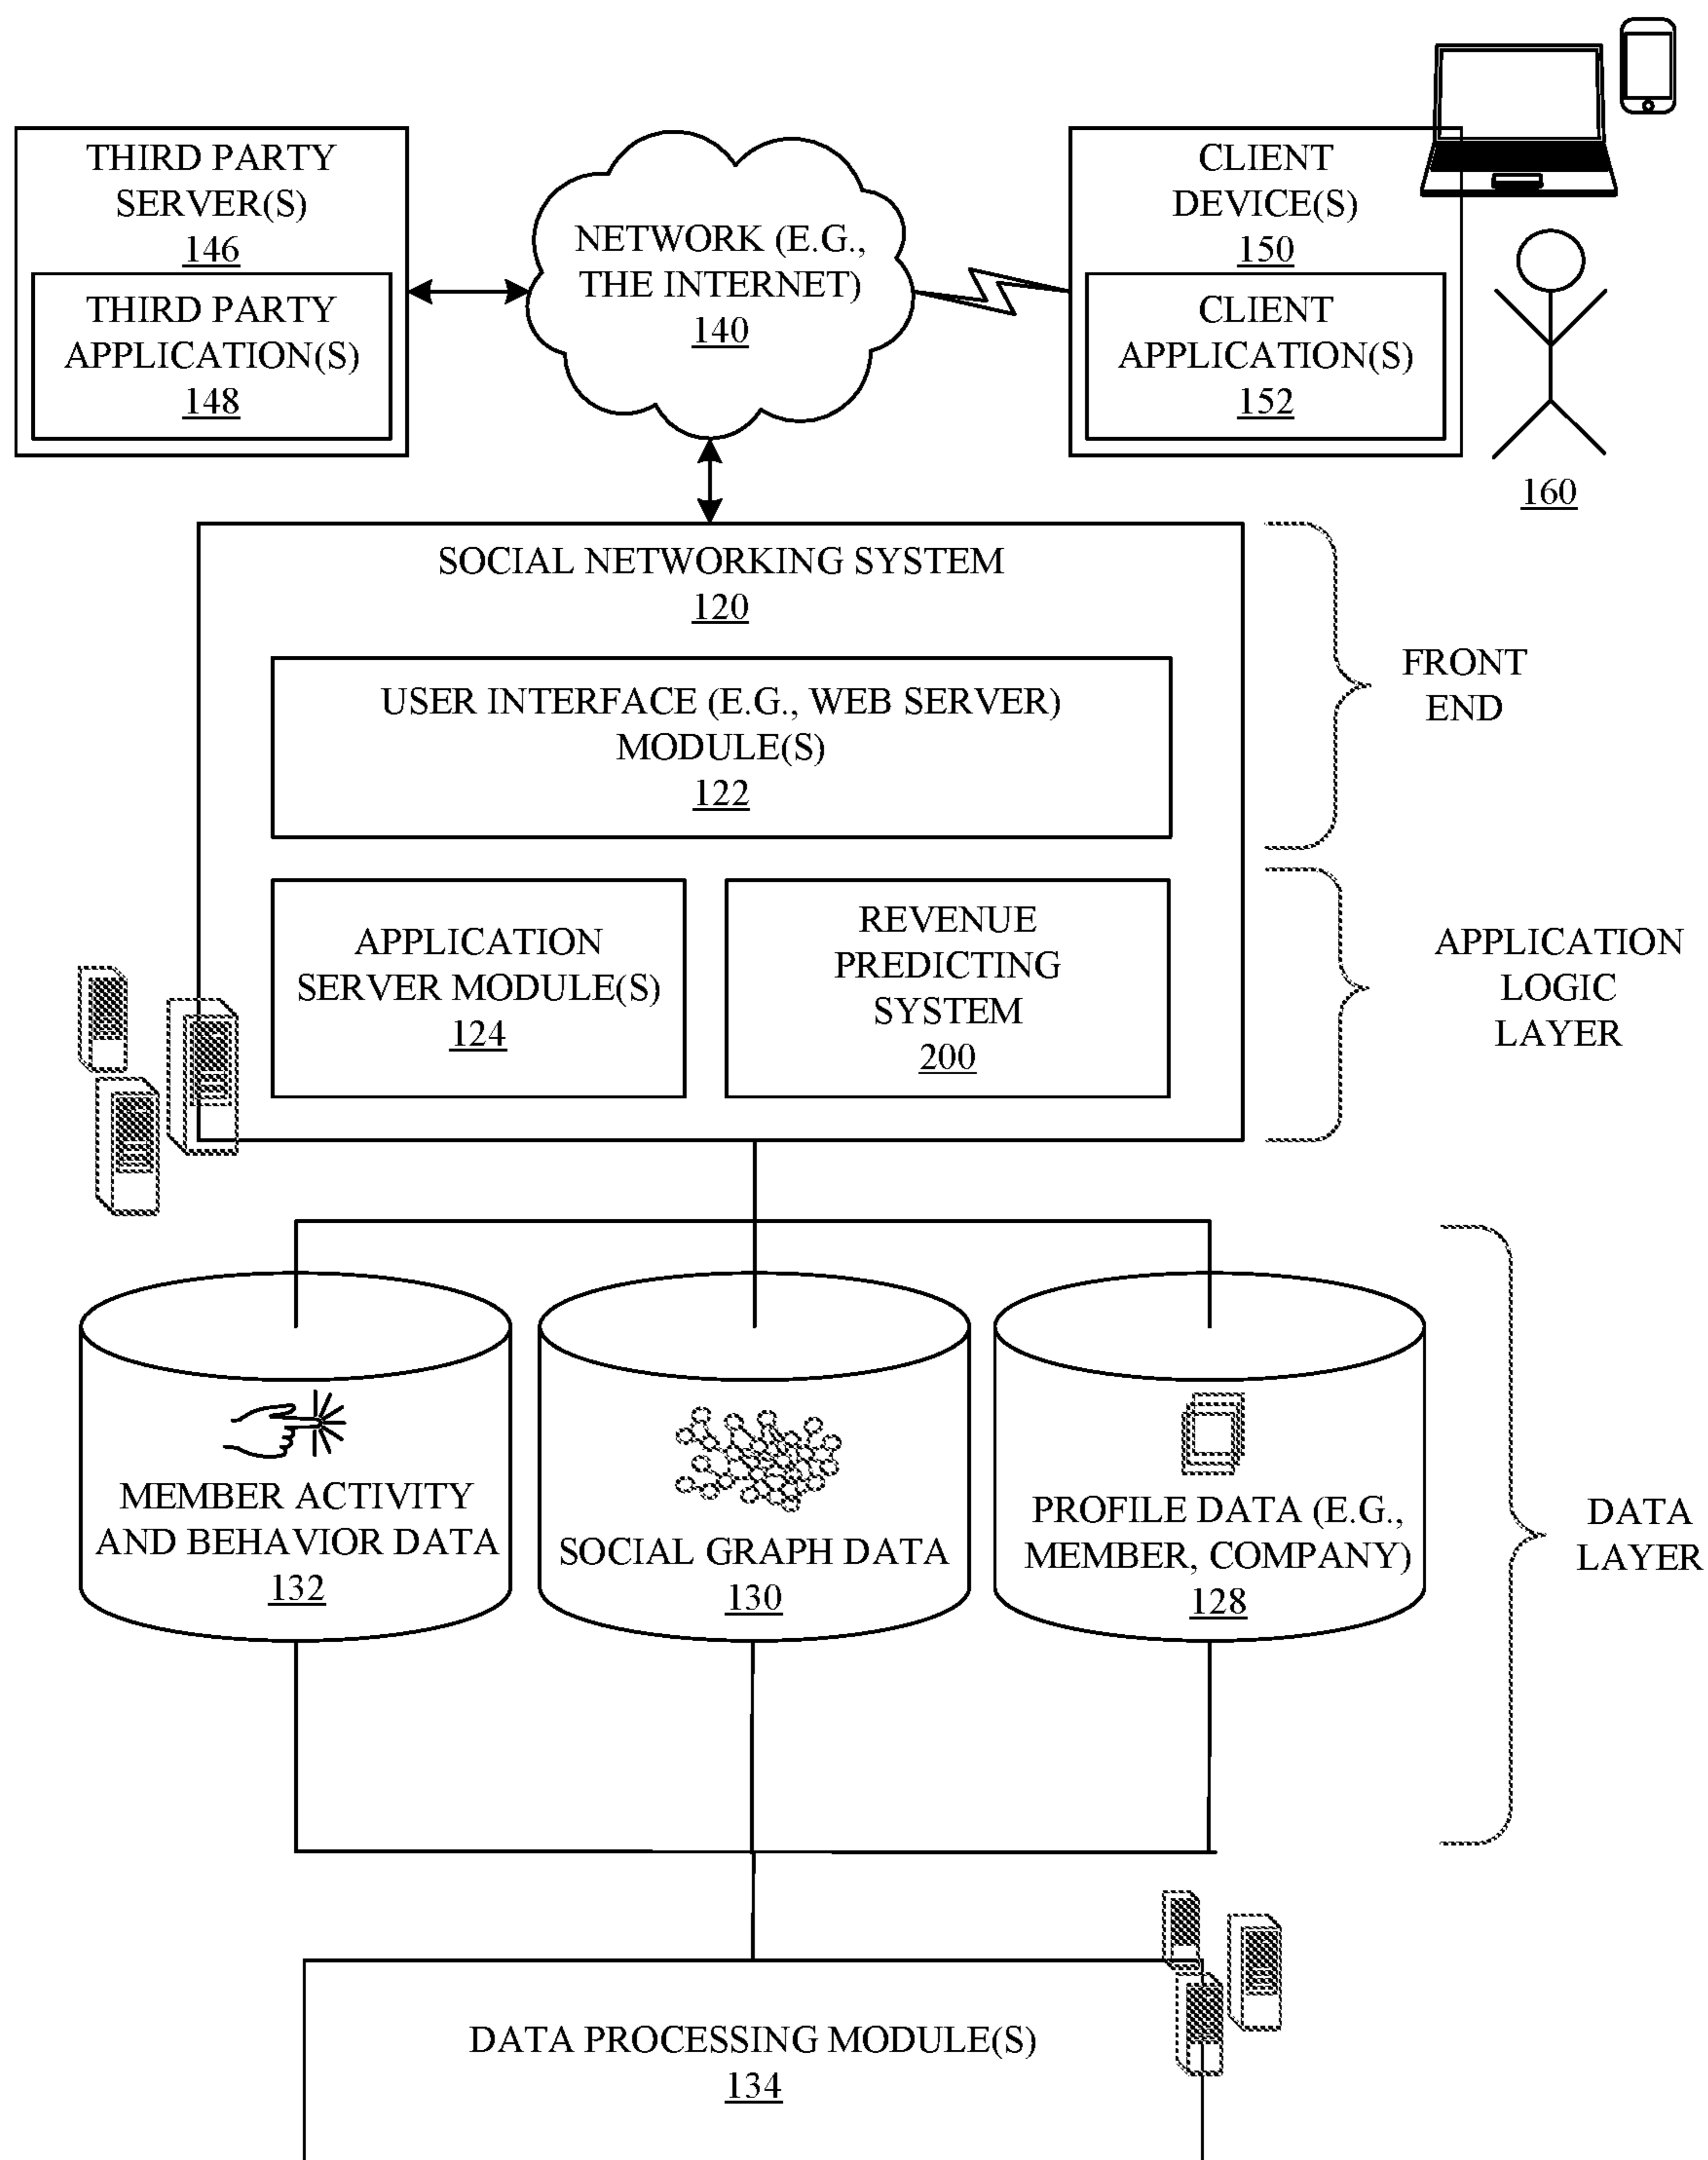 THIRD PARTY
SERVER(S)
146
THIRD PARTY
APPLICATION(S)
148
NETWORK (E.G.,
THE INTERNET)
140
CLIENT
DEVICE(S)
150
CLIENT
APPLICATION(S)
152
160
SOCIAL NETWORKING SYSTEM
120
USER INTERFACE (E.G., WEB SERVER)
MODULE(S)
122
FRONT
END
APPLICATION
SERVER MODULE(S)
124
REVENUE
PREDICTING
SYSTEM
200
APPLICATION
LOGIC
LAYER
MEMBER ACTIVITY
AND BEHAVIOR DATA
132
SOCIAL GRAPH DATA
130
PROFILE DATA (E.G.,
MEMBER, COMPANY)
128
DATA
LAYER
DATA PROCESSING MODULE(S)
134